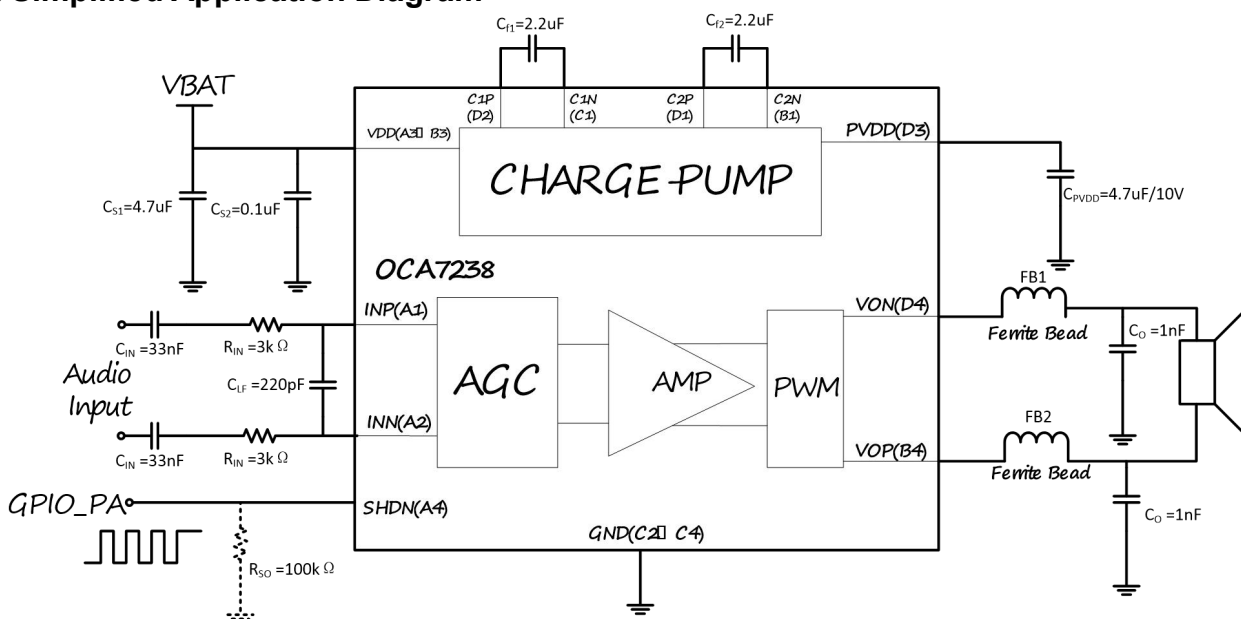 Simplified Application Diagram
Cf1=2.2uF
Cf2=2.2uF
VBAT
C1P
(D2)
C1N
(C1)
C2P
(D1)
C2N
(B1)
VDD(A3▯ B3)
PVDD(D3)
CHARGE-PUMP
CS1=4.7uF
CS2=0.1uF
CPVDD=4.7uF/10V
OCA7238
INP(A1)
VON(D4)
FB1
Ferrite Bead
CO =1nF
CIN =33nF
RIN =3k Ω
Audio
Input
CLF = 220pF
AGC
AMP
PWM
INN(A2)
VOP(B4)
FB2
Ferrite Bead
CIN =33nF
RIN =3k Ω
GPIO_PA
SHDN(A4)
CO =1nF
GND(C2▯ C4)
RSO =100k Ω